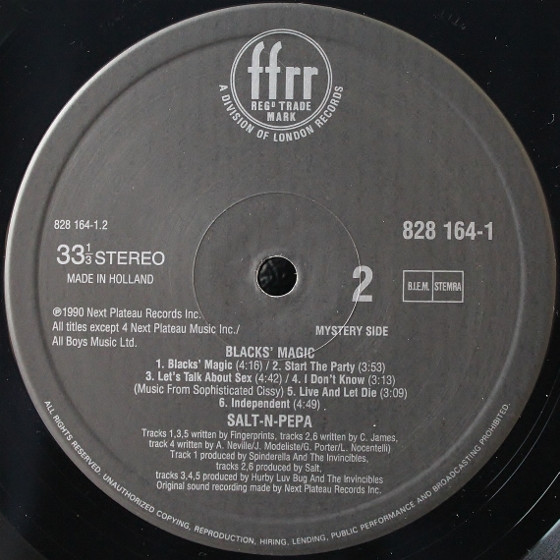 ffrr
REGD TRADE
MARK
A DIVISION OF LONDON RECORDS
828 164-1.2
33⅓ STEREO
MADE IN HOLLAND
828 164-1
2
B.I.E.M. STEMRA
℗1990 Next Plateau Records Inc.
All titles except 4 Next Plateau Music Inc./
All Boys Music Ltd.
MYSTERY SIDE
BLACKS' MAGIC
1. Blacks' Magic (4:16) / 2. Start The Party (3:53)
3. Let's Talk About Sex (4:42) / 4. I Don't Know (3:13)
(Music From Sophisticated Cissy) 5. Live And Let Die (3:09)
6. Independent (4:49)
SALT-N-PEPA
Tracks 1,3,5 written by Fingerprints, tracks 2,6 written by C. James,
track 4 written by A. Neville/J. Modeliste/G. Porter/L. Nocentelli)
Track 1 produced by Spinderella And The Invincibles,
tracks 2,6 produced by Salt,
tracks 3,4,5 produced by Hurby Luv Bug And The Invincibles.
Original sound recording made by Next Plateau Records Inc.
ALL RIGHTS RESERVED. UNAUTHORIZED COPYING, REPRODUCTION, HIRING, LENDING, PUBLIC PERFORMANCE AND BROADCASTING PROHIBITED.